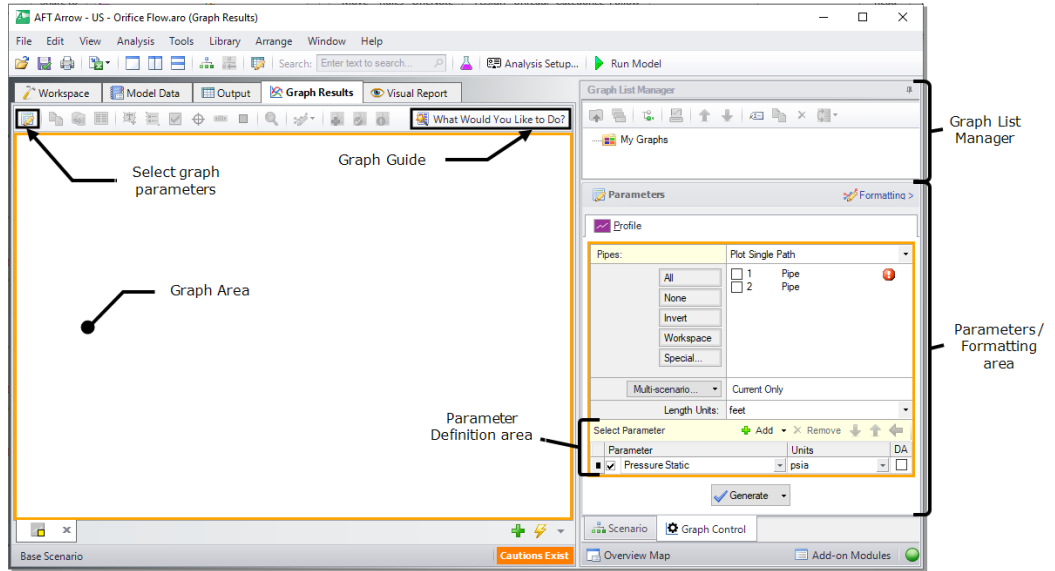 AFT Arrow - US - Orifice Flow.aro (Graph Results)
File Edit View Analysis Tools Library Arrange Window Help
Search: Enter text to search... Analysis Setup... Run Model
Workspace Model Data Output Graph Results Visual Report
What Would You Like to Do?
Select graph
parameters
Graph Guide
Graph Area
Parameter
Definition area
Base Scenario
Cautions Exist
Graph List Manager
My Graphs
Parameters Formatting >
Profile
Pipes: Plot Single Path
All
None
Invert
Workspace
Special...
1 Pipe
2 Pipe
Multi-scenario... Current Only
Length Units: feet
Select Parameter Add Remove
Parameter Units DA
Pressure Static psia
Generate
Scenario Graph Control
Overview Map Add-on Modules
Graph List
Manager
Parameters/
Formatting
area